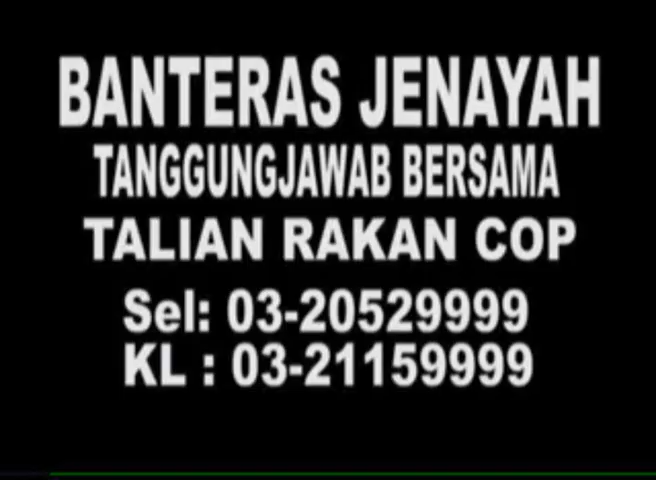 BANTERAS JENAYAH
TANGGUNGJAWAB BERSAMA
TALIAN RAKAN COP
Sel: 03-20529999
KL : 03-21159999